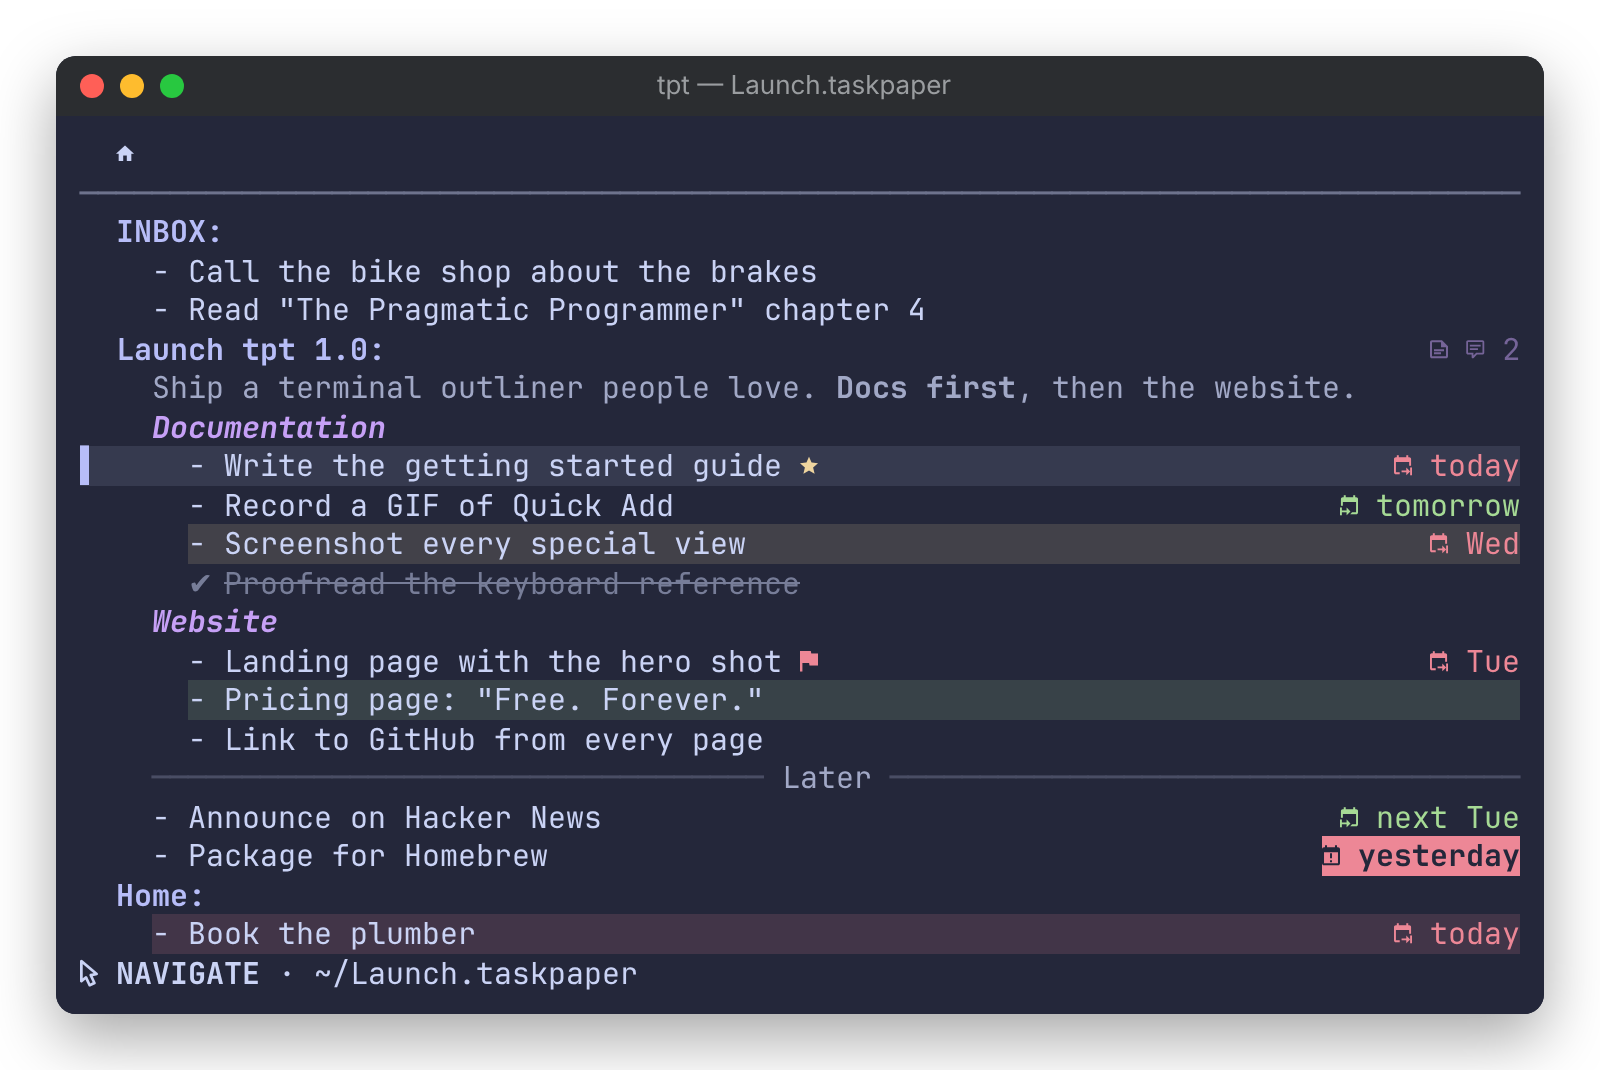 tpt — Launch.taskpaper
INBOX:
- Call the bike shop about the brakes
- Read "The Pragmatic Programmer" chapter 4
Launch tpt 1.0: 2
Ship a terminal outliner people love. Docs first, then the website.
Documentation
- Write the getting started guide ★ today
- Record a GIF of Quick Add tomorrow
- Screenshot every special view Wed
✔ Proofread the keyboard reference
Website
- Landing page with the hero shot Tue
- Pricing page: "Free. Forever."
- Link to GitHub from every page
Later
- Announce on Hacker News next Tue
- Package for Homebrew yesterday
Home:
- Book the plumber today
NAVIGATE · ~/Launch.taskpaper